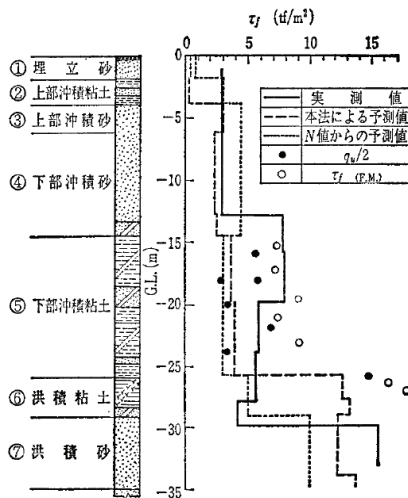 τf (tf/m²)
0 5 10 15
① 埋立砂
② 上部沖積粘土
③ 上部沖積砂
④ 下部沖積砂
⑤ 下部沖積粘土
⑥ 洪積粘土
⑦ 洪積砂
0
-5
-10
-15
-20
-25
-30
-35
G.L.(m)
実測値
本法による予測値
N値からの予測値
qu/2
τf (F.M.)